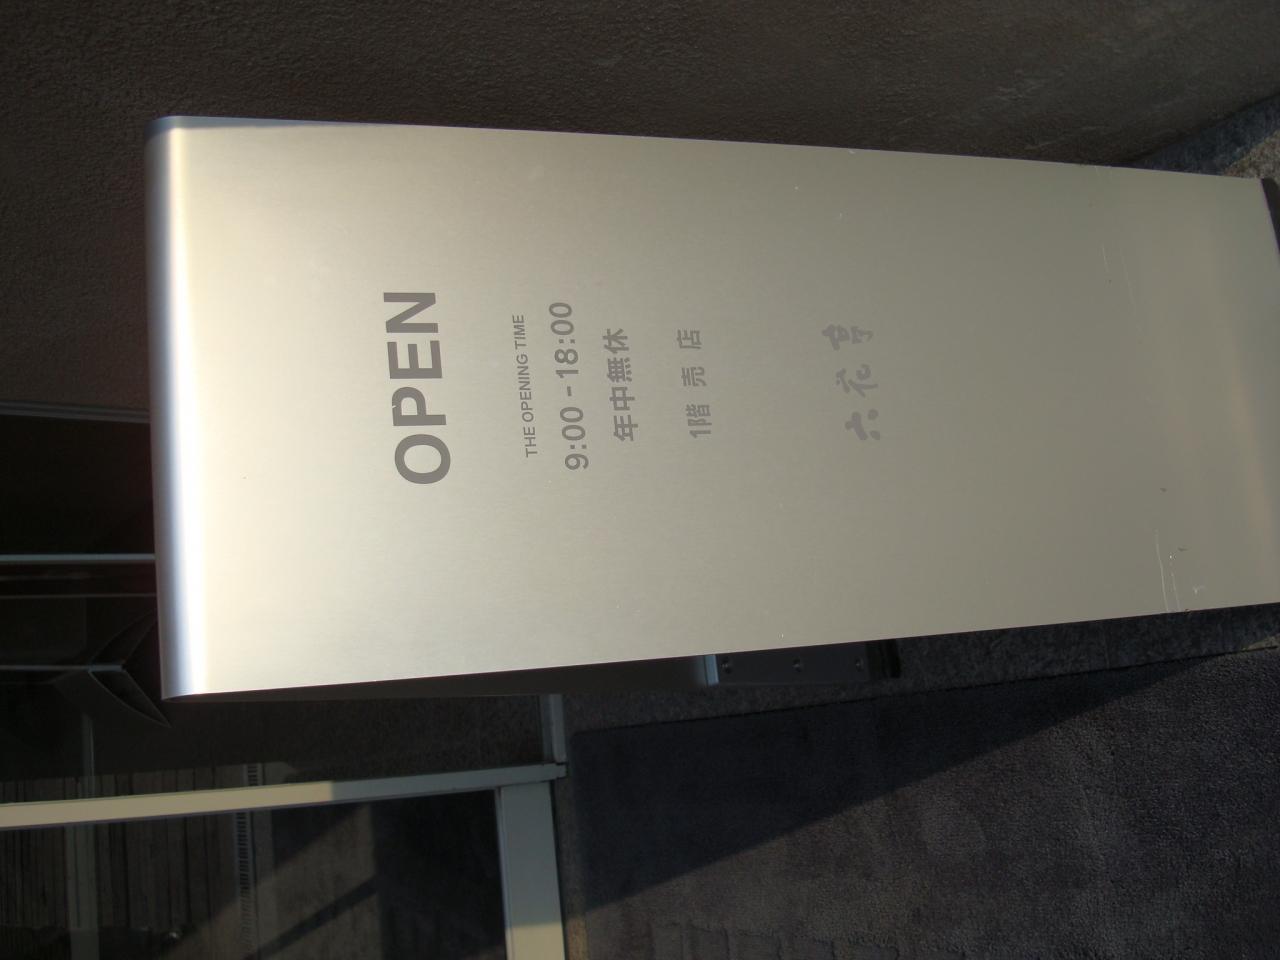 OPEN
THE OPENING TIME
9:00 - 18:00
年中無休
1階 売 店
六花亭